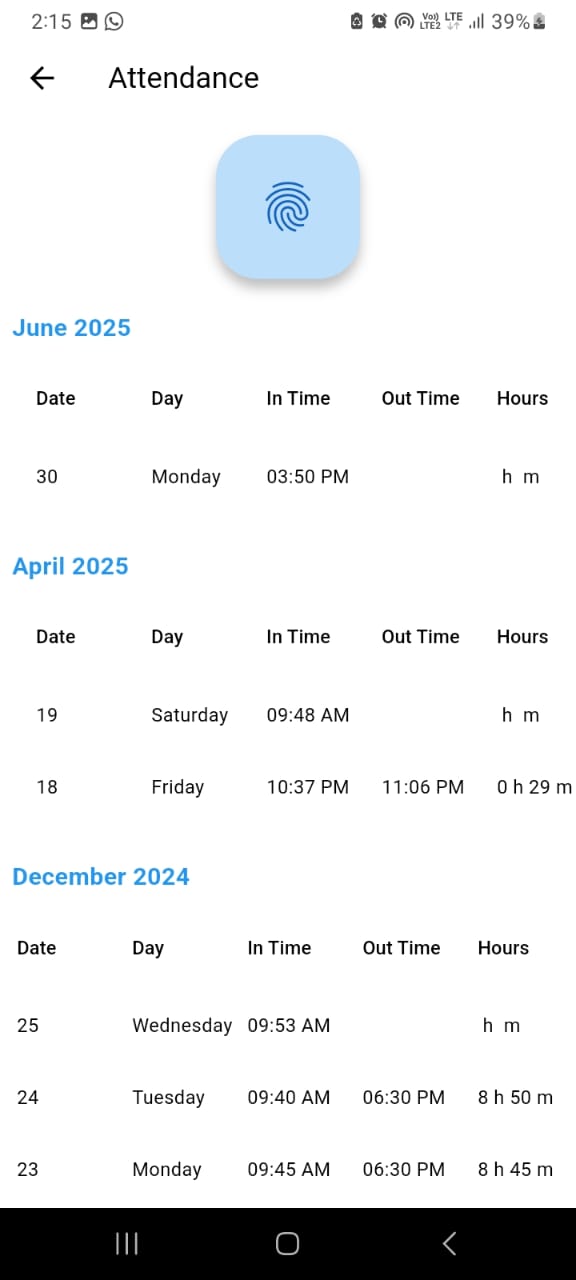 2:15 Vo)) LTE2 LTE 39%
Attendance
June 2025
Date Day In Time Out Time Hours
30 Monday 03:50 PM h m
April 2025
Date Day In Time Out Time Hours
19 Saturday 09:48 AM h m
18 Friday 10:37 PM 11:06 PM 0 h 29 m
December 2024
Date Day In Time Out Time Hours
25 Wednesday 09:53 AM h m
24 Tuesday 09:40 AM 06:30 PM 8 h 50 m
23 Monday 09:45 AM 06:30 PM 8 h 45 m